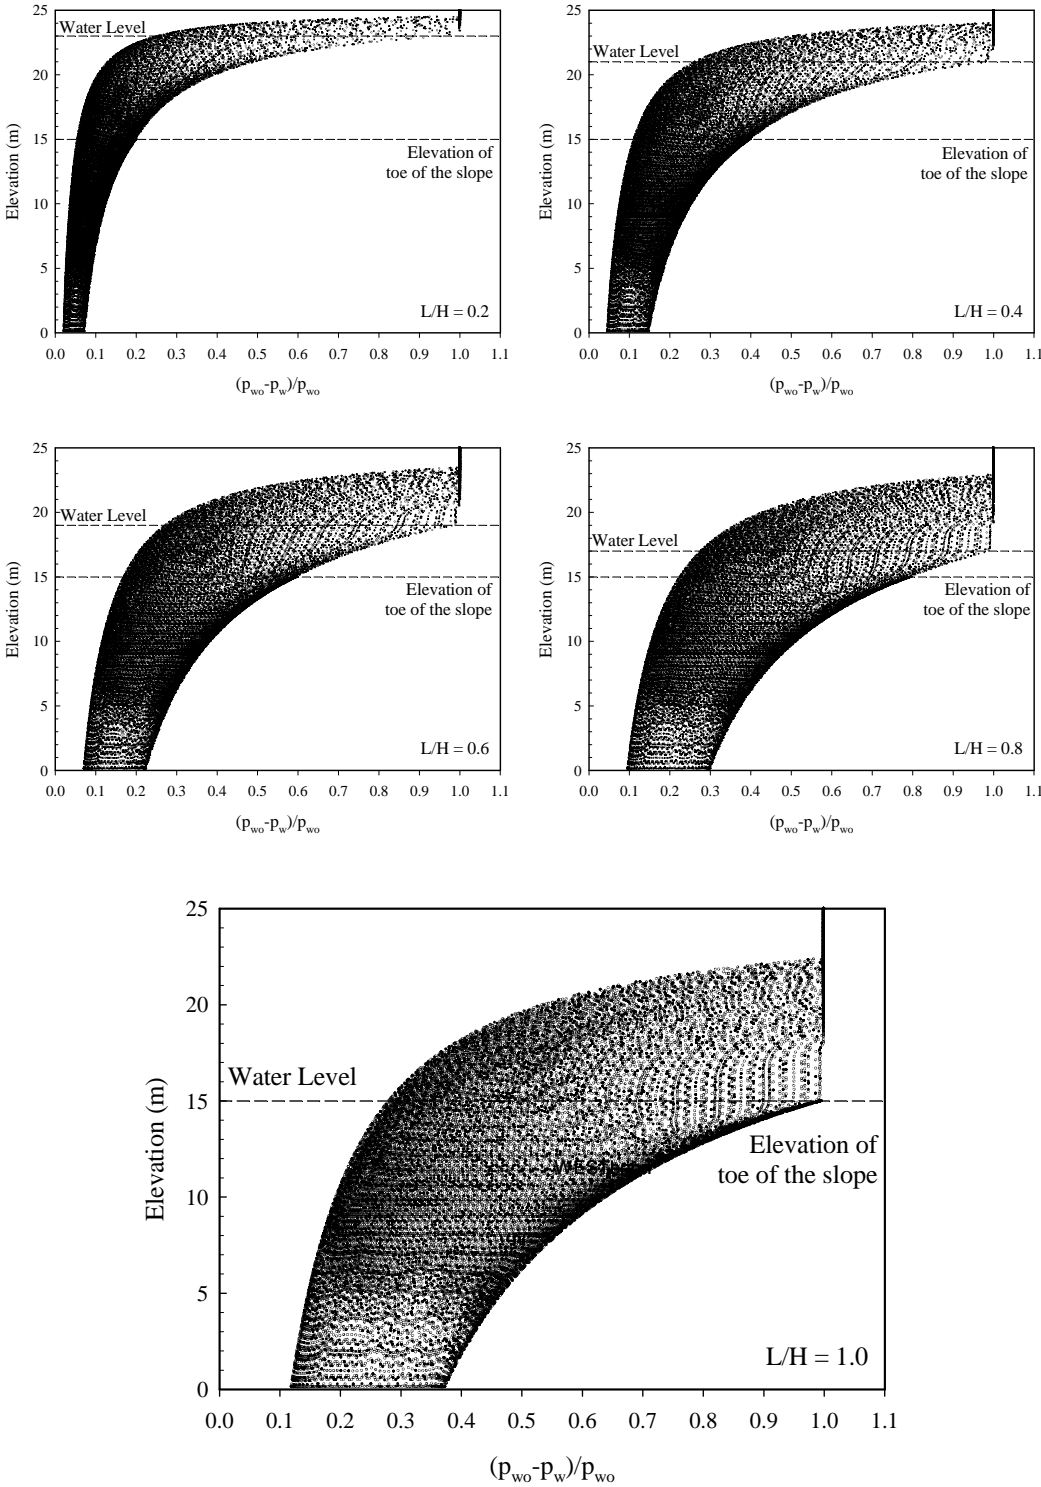 25
20
15
10
5
0
Elevation (m)
Water Level
Elevation of
toe of the slope
L/H = 0.2
0.0 0.1 0.2 0.3 0.4 0.5 0.6 0.7 0.8 0.9 1.0 1.1
(pwo-pw)/pwo
25
20
15
10
5
0
Elevation (m)
Water Level
Elevation of
toe of the slope
L/H = 0.4
0.0 0.1 0.2 0.3 0.4 0.5 0.6 0.7 0.8 0.9 1.0 1.1
(pwo-pw)/pwo
25
20
15
10
5
0
Elevation (m)
Water Level
Elevation of
toe of the slope
L/H = 0.6
0.0 0.1 0.2 0.3 0.4 0.5 0.6 0.7 0.8 0.9 1.0 1.1
(pwo-pw)/pwo
25
20
15
10
5
0
Elevation (m)
Water Level
Elevation of
toe of the slope
L/H = 0.8
0.0 0.1 0.2 0.3 0.4 0.5 0.6 0.7 0.8 0.9 1.0 1.1
(pwo-pw)/pwo
25
20
15
10
5
0
Elevation (m)
Water Level
Elevation of
toe of the slope
L/H = 1.0
0.0 0.1 0.2 0.3 0.4 0.5 0.6 0.7 0.8 0.9 1.0 1.1
(pwo-pw)/pwo